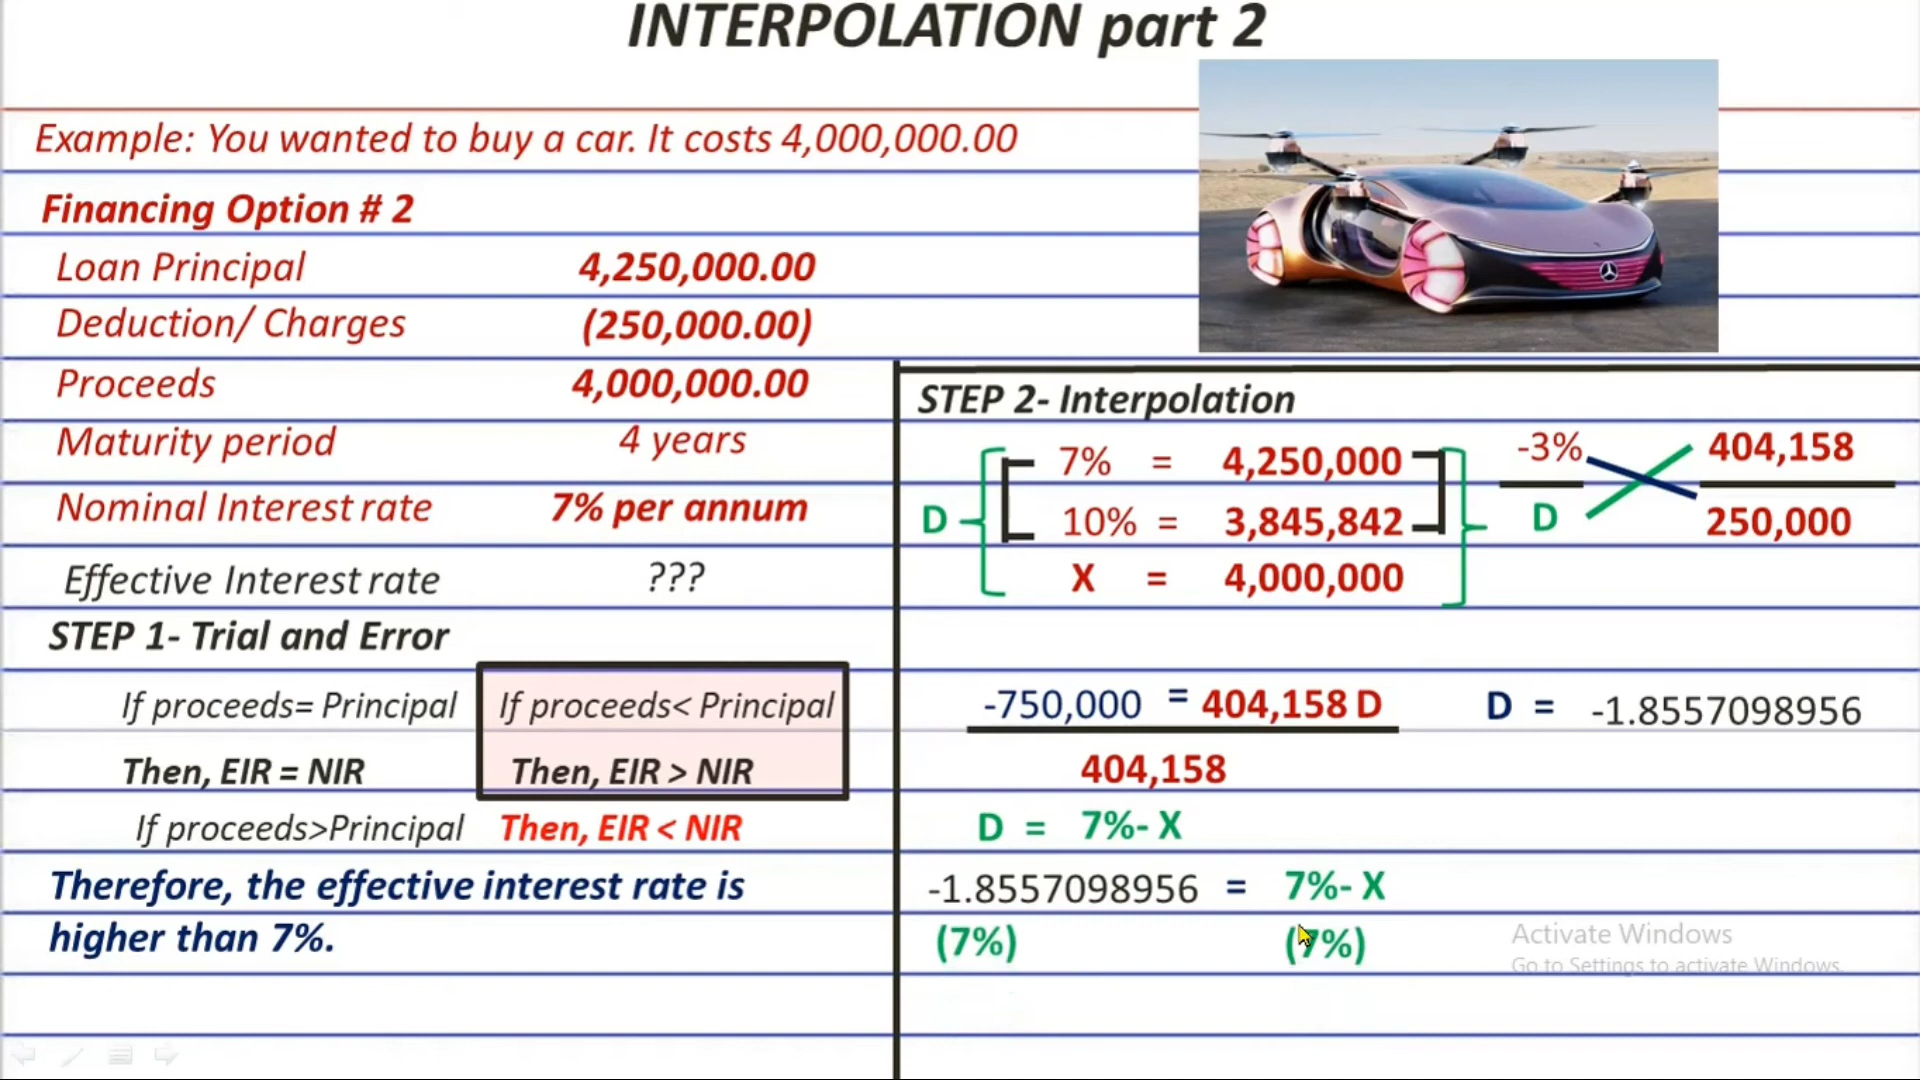 INTERPOLATION part 2
Example: You wanted to buy a car. It costs 4,000,000.00
Financing Option # 2
Loan Principal 4,250,000.00
Deduction/ Charges (250,000.00)
Proceeds 4,000,000.00
Maturity period 4 years
Nominal Interest rate 7% per annum
Effective Interest rate ???
STEP 1- Trial and Error
If proceeds= Principal If proceeds< Principal
Then, EIR = NIR Then, EIR > NIR
If proceeds>Principal Then, EIR < NIR
Therefore, the effective interest rate is
higher than 7%.
STEP 2- Interpolation
7% = 4,250,000
D 10% = 3,845,842
X = 4,000,000
-3% 404,158
D 250,000
-750,000 = 404,158 D D = -1.8557098956
404,158
D = 7%- X
-1.8557098956 = 7%- X
(7%) (7%)
Activate Windows
Go to Settings to activate Windows.